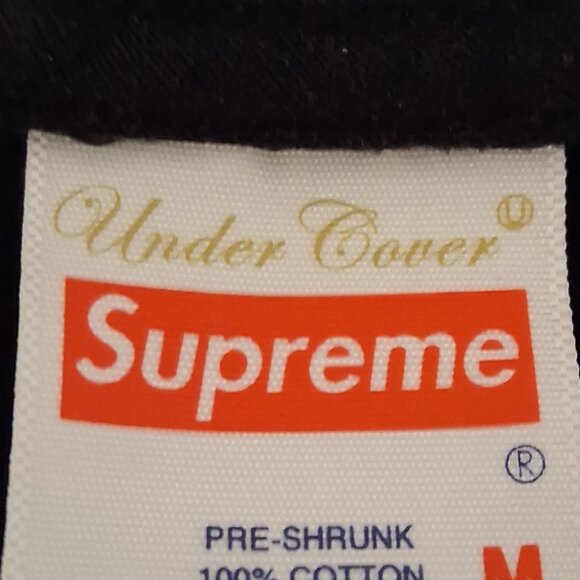 Under Cover Ⓤ
Supreme
®
PRE-SHRUNK
100% COTTON
M